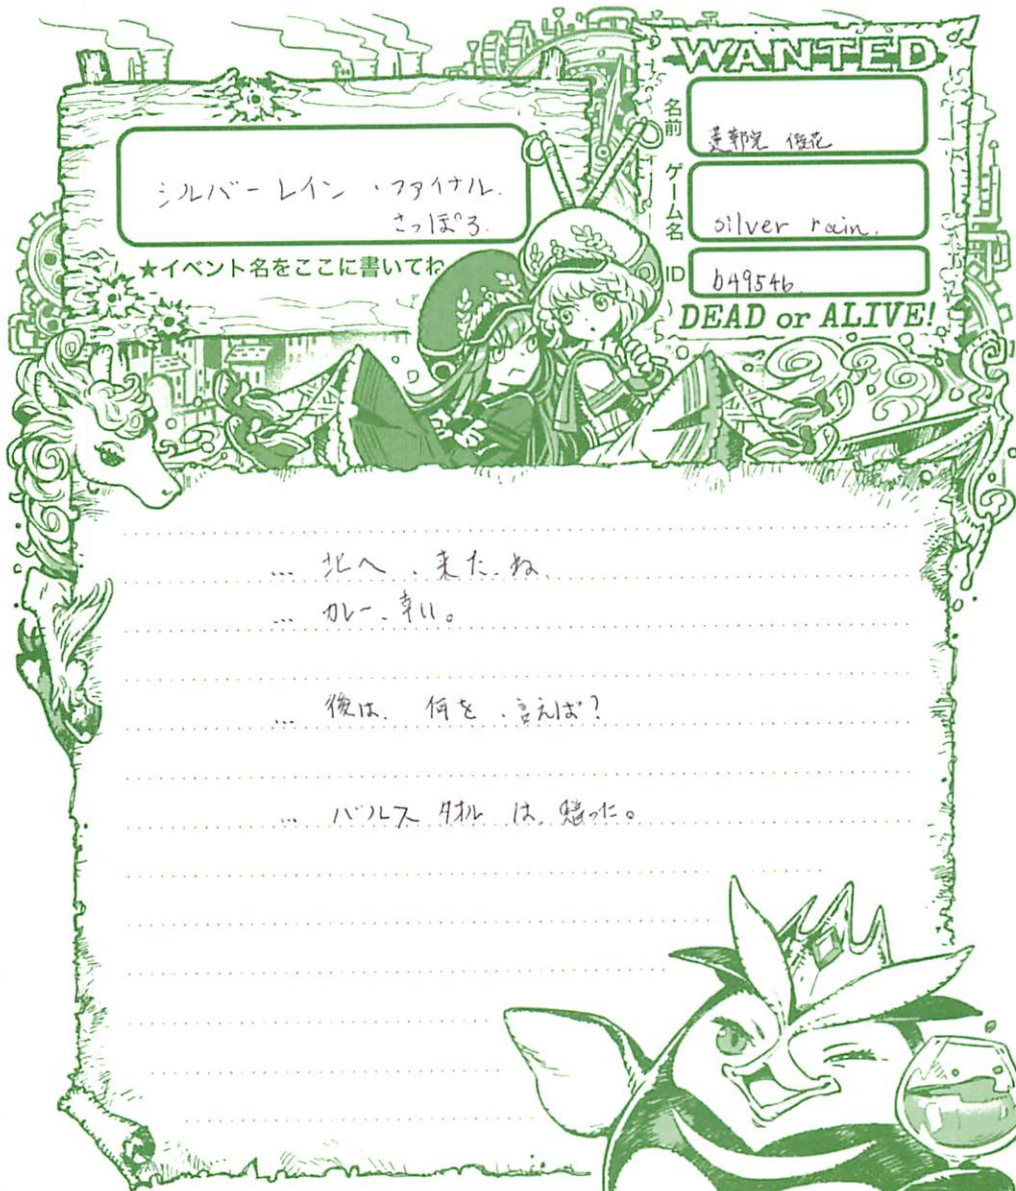 WANTED
名前
院 優花
ゲーム名
silver rain.
ID
b49546
DEAD or ALIVE!
シルバーレイン・ファイナル.
さっぽろ.
★イベント名をここに書いてね
... 北へ、来た、ね、
... カレー、辛い。
... 後は、何を、言えば?
... バルス タオル は、